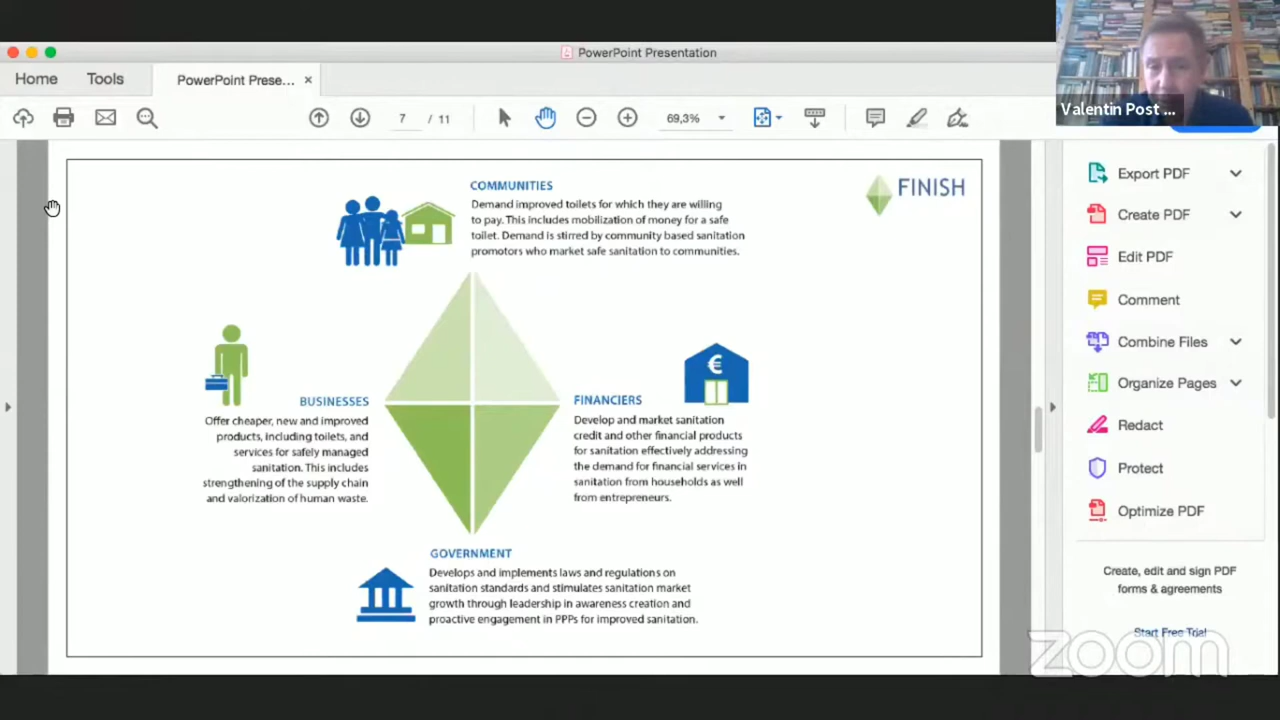 PowerPoint Presentation
Valentin Post ...
Home
Tools
PowerPoint Prese...
×
7 / 11
69,3%
Export PDF
Create PDF
Edit PDF
Comment
Combine Files
Organize Pages
Redact
Protect
Optimize PDF
Create, edit and sign PDF
forms & agreements
Start Free Trial
FINISH
COMMUNITIES
Demand improved toilets for which they are willing
to pay. This includes mobilization of money for a safe
toilet. Demand is stirred by community based sanitation
promotors who market safe sanitation to communities.
BUSINESSES
Offer cheaper, new and improved
products, including toilets, and
services for safely managed
sanitation. This includes
strengthening of the supply chain
and valorization of human waste.
€
FINANCIERS
Develop and market sanitation
credit and other financial products
for sanitation effectively addressing
the demand for financial services in
sanitation from households as well
from entrepreneurs.
GOVERNMENT
Develops and implements laws and regulations on
sanitation standards and stimulates sanitation market
growth through leadership in awareness creation and
proactive engagement in PPPs for improved sanitation.
zoom